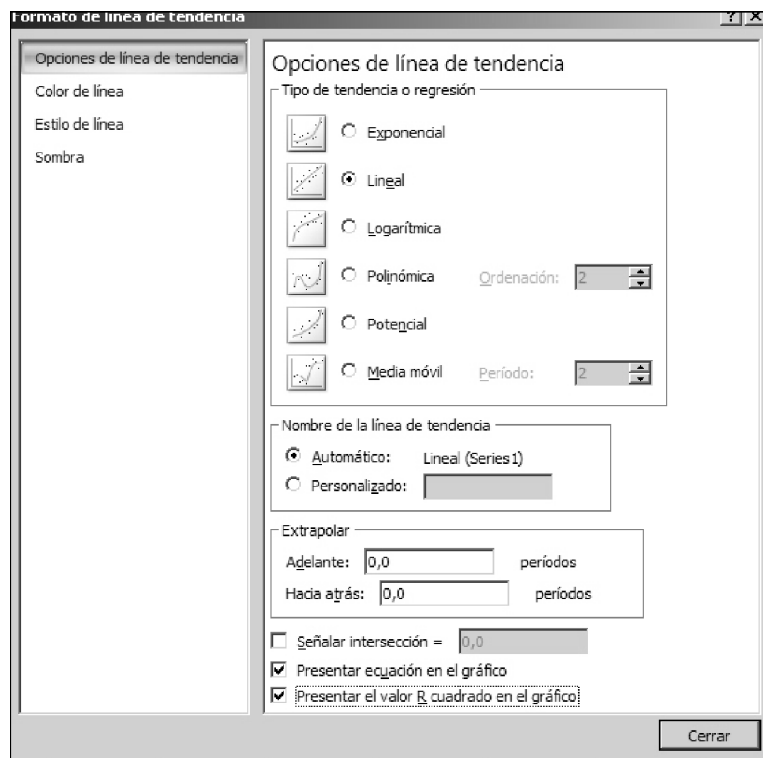 Formato de línea de tendencia
Opciones de línea de tendencia
Color de línea
Estilo de línea
Sombra
Opciones de línea de tendencia
Tipo de tendencia o regresión
Exponencial
Lineal
Logarítmica
Polinómica Ordenación: 2
Potencial
Media móvil Período: 2
Nombre de la línea de tendencia
Automático: Lineal (Series1)
Personalizado:
Extrapolar
Adelante: 0,0 períodos
Hacia atrás: 0,0 períodos
Señalar intersección = 0,0
Presentar ecuación en el gráfico
Presentar el valor R cuadrado en el gráfico
Cerrar